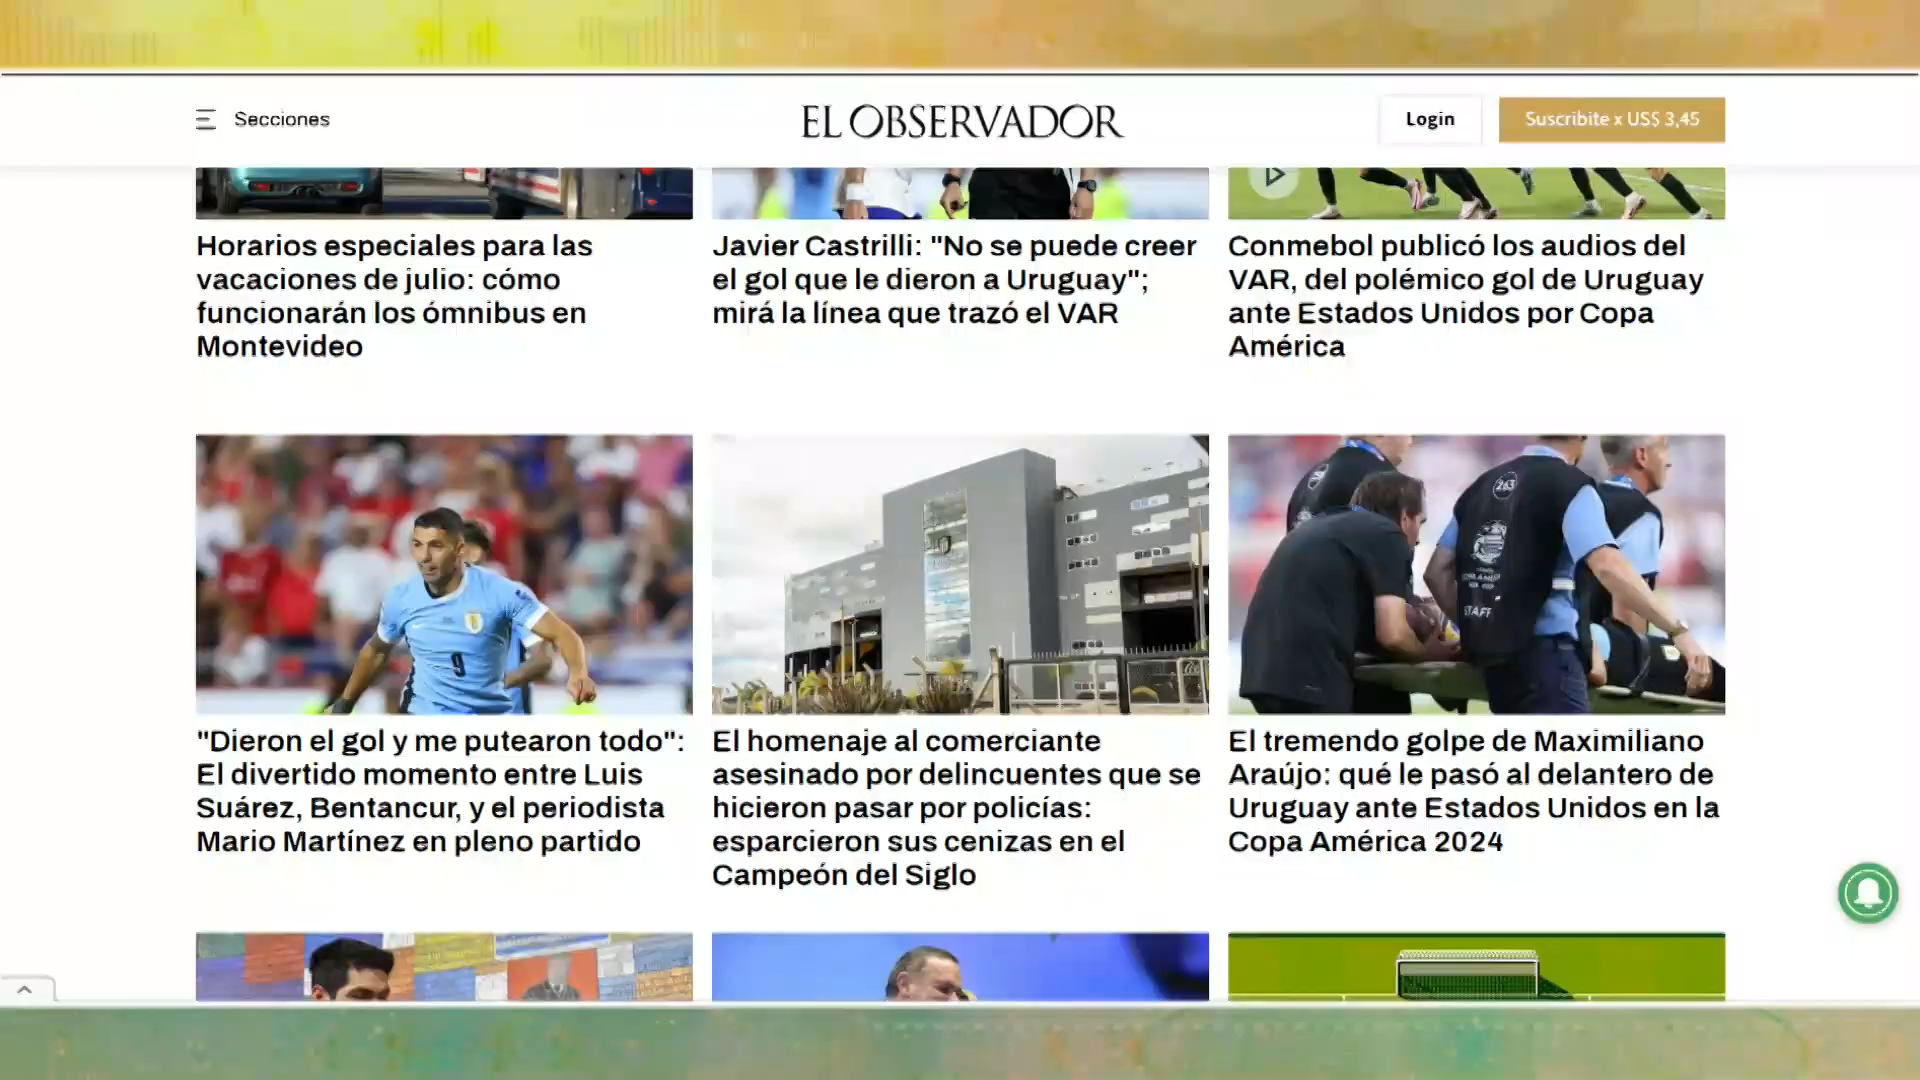 Secciones
EL OBSERVADOR
Login
Suscribite x US$ 3,45
Horarios especiales para las
vacaciones de julio: cómo
funcionarán los ómnibus en
Montevideo
Javier Castrilli: "No se puede creer
el gol que le dieron a Uruguay";
mirá la línea que trazó el VAR
Conmebol publicó los audios del
VAR, del polémico gol de Uruguay
ante Estados Unidos por Copa
América
9
263
STAFF
"Dieron el gol y me putearon todo":
El divertido momento entre Luis
Suárez, Bentancur, y el periodista
Mario Martínez en pleno partido
El homenaje al comerciante
asesinado por delincuentes que se
hicieron pasar por policías:
esparcieron sus cenizas en el
Campeón del Siglo
El tremendo golpe de Maximiliano
Araújo: qué le pasó al delantero de
Uruguay ante Estados Unidos en la
Copa América 2024